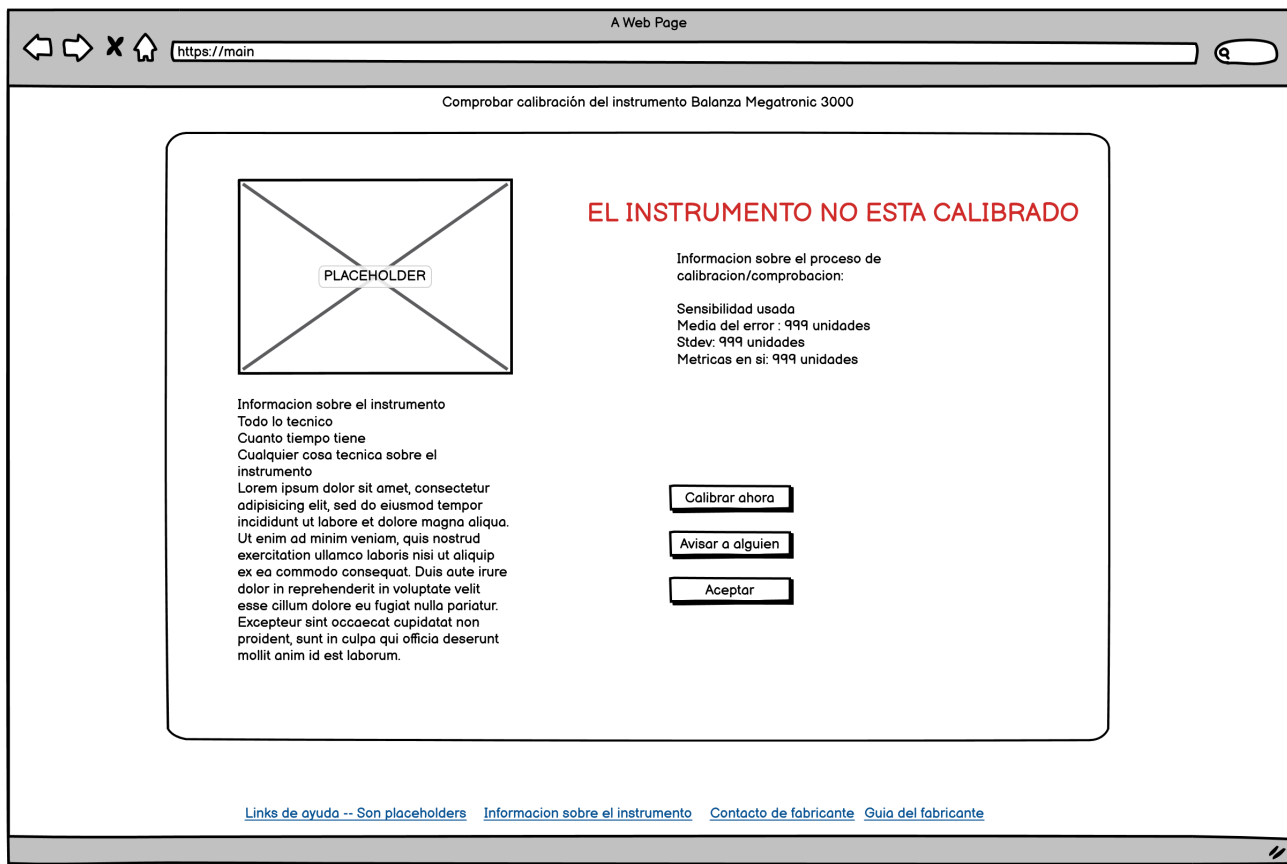 A Web Page
https://main
Comprobar calibración del instrumento Balanza Megatronic 3000
PLACEHOLDER
Informacion sobre el instrumento
Todo lo tecnico
Cuanto tiempo tiene
Cualquier cosa tecnica sobre el
instrumento
Lorem ipsum dolor sit amet, consectetur
adipisicing elit, sed do eiusmod tempor
incididunt ut labore et dolore magna aliqua.
Ut enim ad minim veniam, quis nostrud
exercitation ullamco laboris nisi ut aliquip
ex ea commodo consequat. Duis aute irure
dolor in reprehenderit in voluptate velit
esse cillum dolore eu fugiat nulla pariatur.
Excepteur sint occaecat cupidatat non
proident, sunt in culpa qui officia deserunt
mollit anim id est laborum.
EL INSTRUMENTO NO ESTA CALIBRADO
Informacion sobre el proceso de
calibracion/comprobacion:
Sensibilidad usada
Media del error : 999 unidades
Stdev: 999 unidades
Metricas en si: 999 unidades
Calibrar ahora
Avisar a alguien
Aceptar
Links de ayuda -- Son placeholders Informacion sobre el instrumento Contacto de fabricante Guia del fabricante